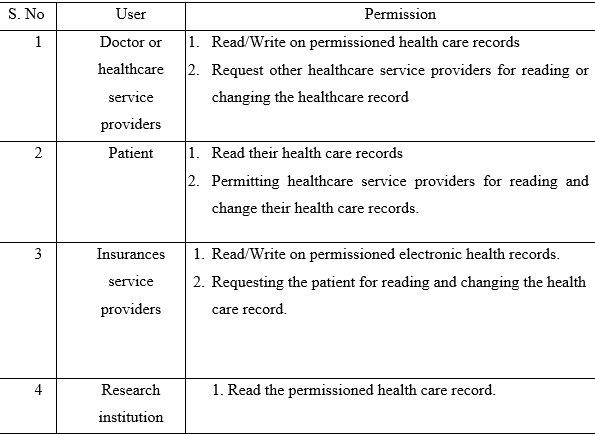 S. No User Permission
1 Doctor or 1. Read/Write on permissioned health care records
healthcare 2. Request other healthcare service providers for reading or
service changing the healthcare record
providers
2 Patient 1. Read their health care records
2. Permitting healthcare service providers for reading and
change their health care records.
3 Insurances 1. Read/Write on permissioned electronic health records.
service 2. Requesting the patient for reading and changing the health
providers care record.
4 Research 1. Read the permissioned health care record.
institution